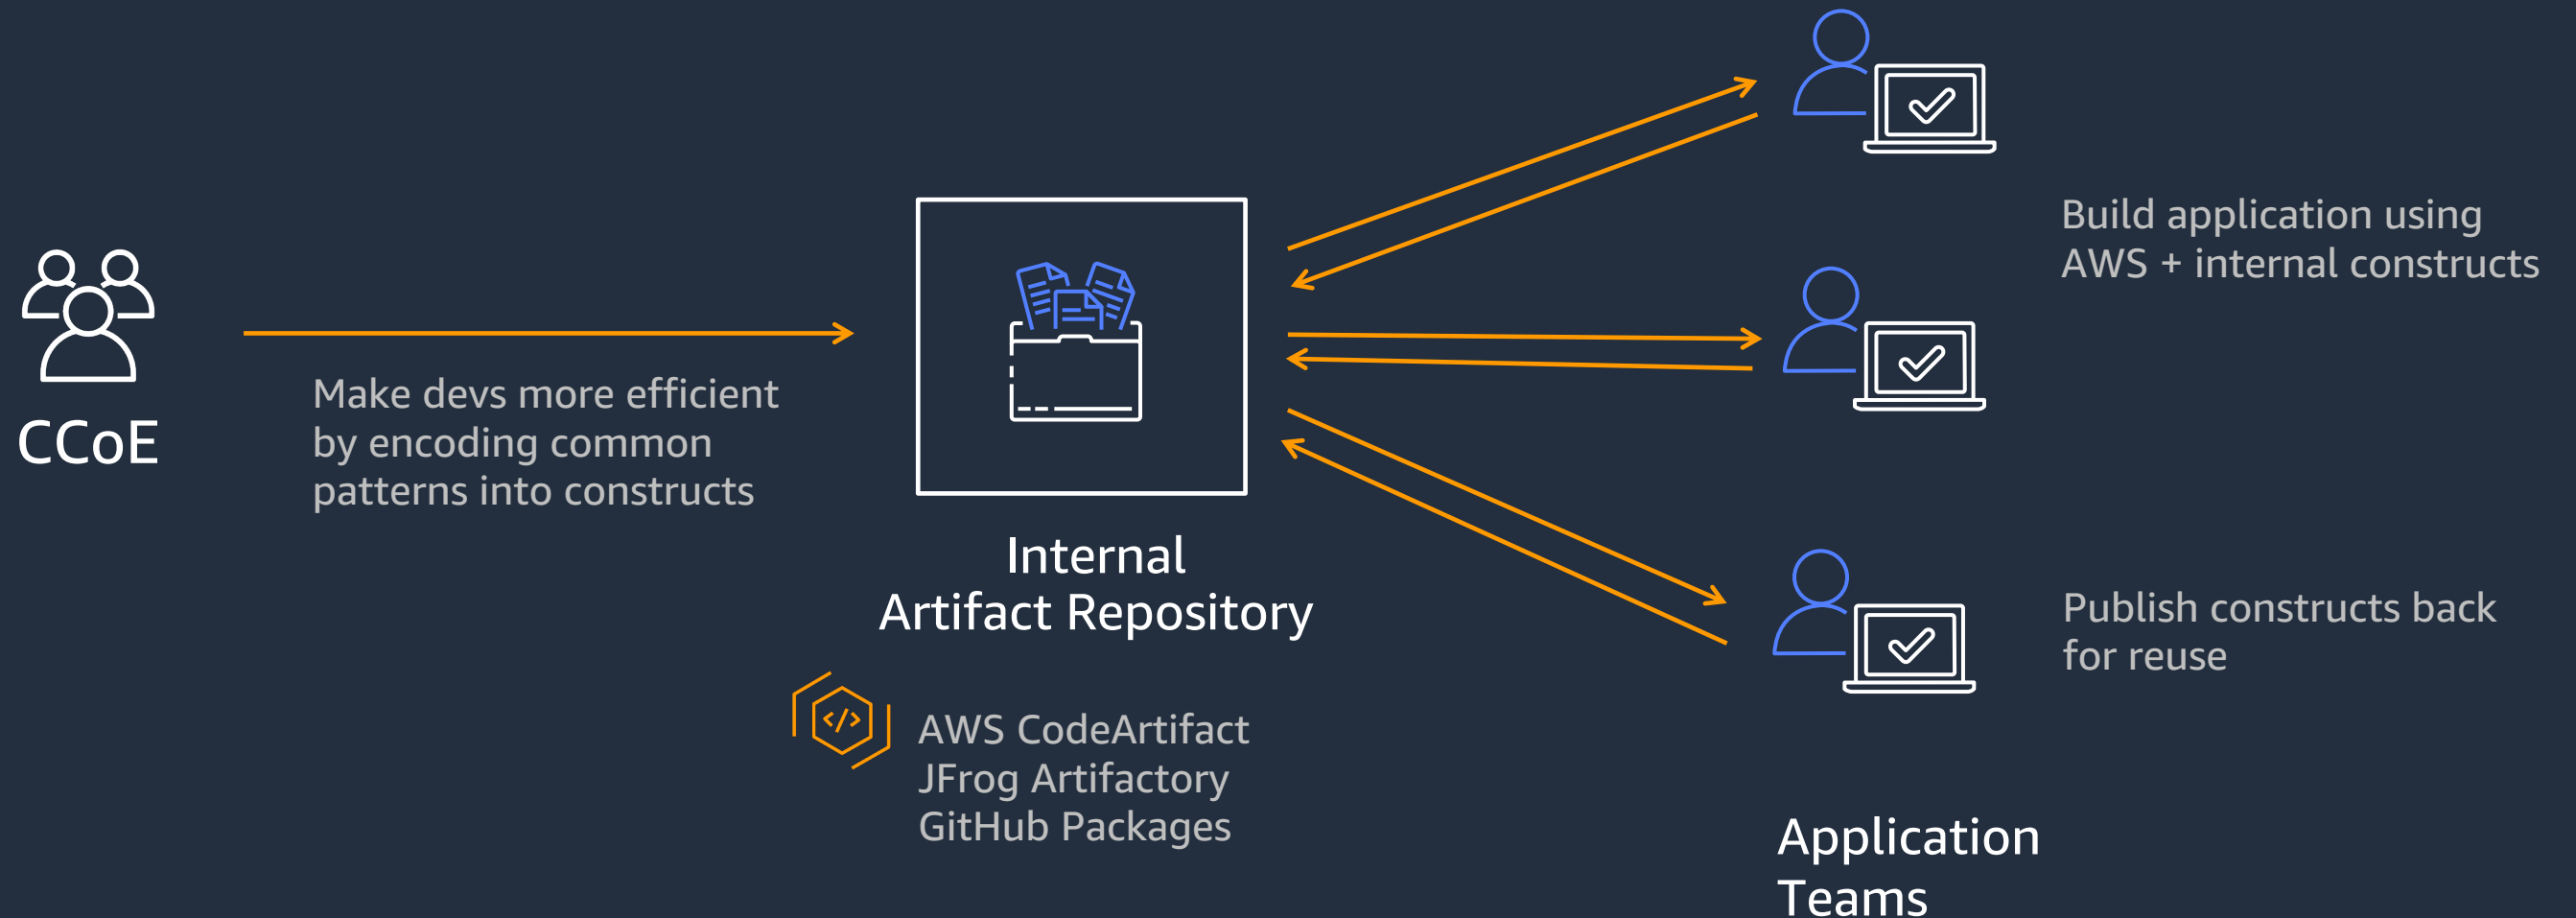 CCoE
Make devs more efficient
by encoding common
patterns into constructs
Internal
Artifact Repository
</>
AWS CodeArtifact
JFrog Artifactory
GitHub Packages
Build application using
AWS + internal constructs
Publish constructs back
for reuse
Application
Teams